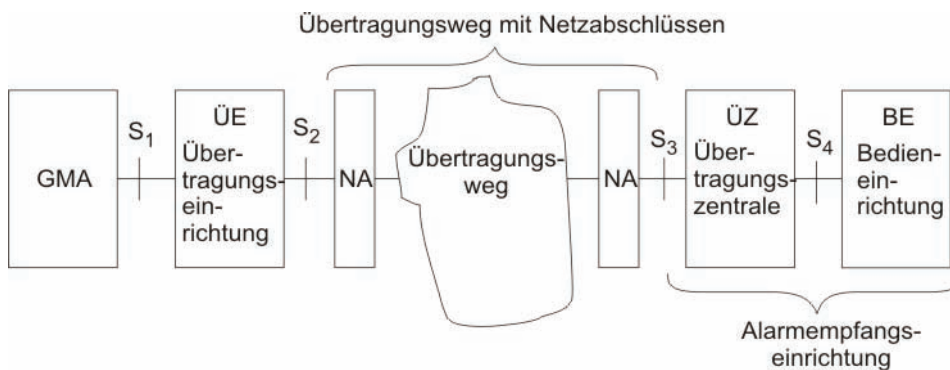 Übertragungsweg mit Netzabschlüssen
GMA
S1
ÜE
Über-
tragungs-
ein-
richtung
S2
NA
Übertragungs-
weg
NA
S3
ÜZ
Über-
tragungs-
zentrale
S4
BE
Bedien-
ein-
richtung
Alarmempfangs-
einrichtung